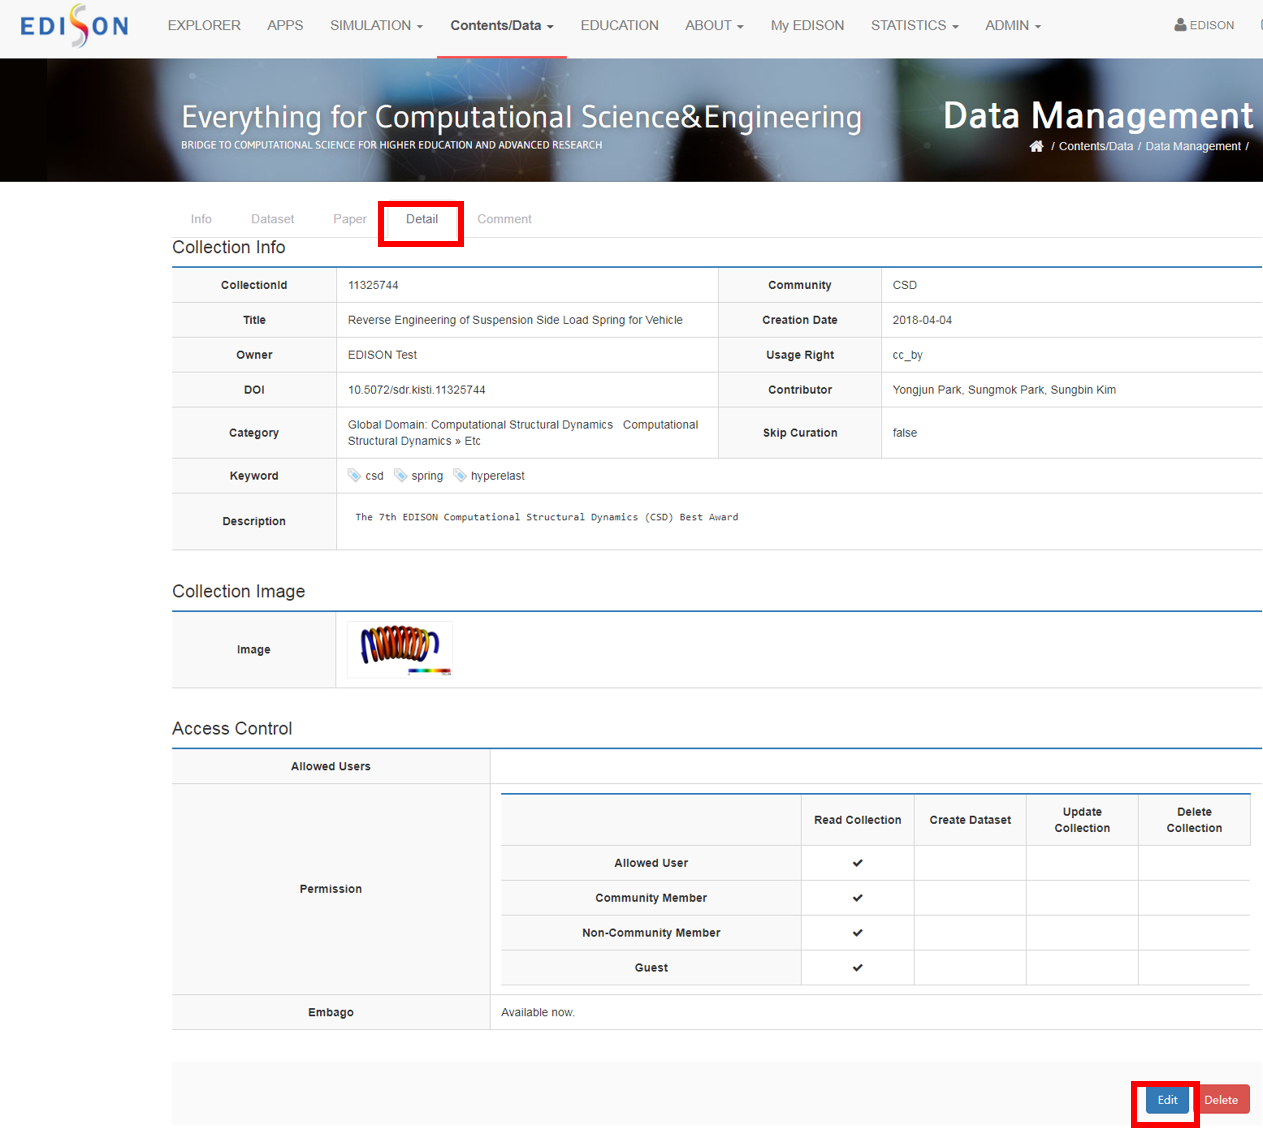 EDISON
EXPLORER APPS SIMULATION Contents/Data EDUCATION ABOUT My EDISON STATISTICS ADMIN EDISON
Everything for Computational Science&Engineering
BRIDGE TO COMPUTATIONAL SCIENCE FOR HIGHER EDUCATION AND ADVANCED RESEARCH
Data Management
/ Contents/Data / Data Management /
Info Dataset Paper Detail Comment
Collection Info
CollectionId 11325744 Community CSD
Title Reverse Engineering of Suspension Side Load Spring for Vehicle Creation Date 2018-04-04
Owner EDISON Test Usage Right cc_by
DOI 10.5072/sdr.kisti.11325744 Contributor Yongjun Park, Sungmok Park, Sungbin Kim
Category Global Domain: Computational Structural Dynamics Computational
Structural Dynamics » Etc Skip Curation false
Keyword csd spring hyperelast
Description The 7th EDISON Computational Structural Dynamics (CSD) Best Award
Collection Image
Image
Access Control
Allowed Users
Permission
Read Collection Create Dataset Update Collection Delete Collection
Allowed User ✔
Community Member ✔
Non-Community Member ✔
Guest ✔
Embago Available now.
Edit Delete